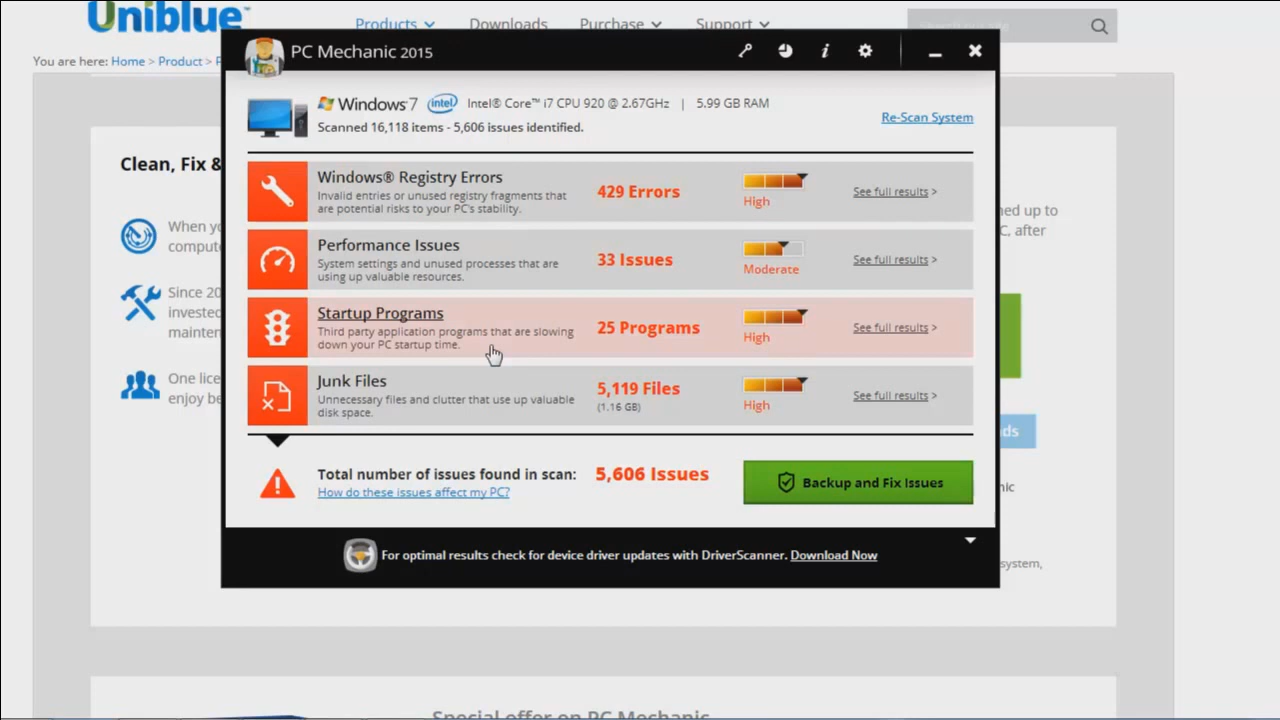 Uniblue™
Products Downloads Purchase Support
You are here: Home > Product > P
PC Mechanic 2015
Windows 7 intel Intel® Core™ i7 CPU 920 @ 2.67GHz | 5.99 GB RAM
Scanned 16,118 items - 5,606 issues identified.
Re-Scan System
Clean, Fix &
When yo
comput
Since 20
invested
mainten
One lice
enjoy be
Windows® Registry Errors
Invalid entries or unused registry fragments that
are potential risks to your PC's stability.
429 Errors
High
See full results >
Performance Issues
System settings and unused processes that are
using up valuable resources.
33 Issues
Moderate
See full results >
Startup Programs
Third party application programs that are slowing
down your PC startup time.
25 Programs
High
See full results >
Junk Files
Unnecessary files and clutter that use up valuable
disk space.
5,119 Files
(1.16 GB)
High
See full results >
Total number of issues found in scan:
How do these issues affect my PC?
5,606 Issues
Backup and Fix Issues
For optimal results check for device driver updates with DriverScanner. Download Now
ned up to
C, after
ds
nic
system,
Special offer on PC Mechanic